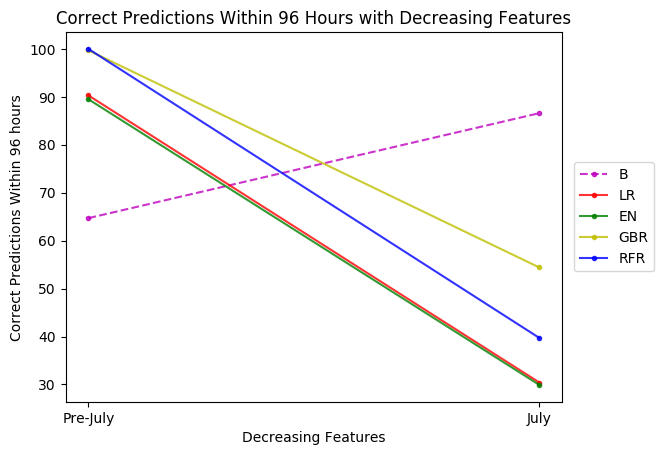 Correct Predictions Within 96 Hours with Decreasing Features
Correct Predictions Within 96 hours
100
90
80
70
60
50
40
30
Pre-July
July
Decreasing Features
B
LR
EN
GBR
RFR